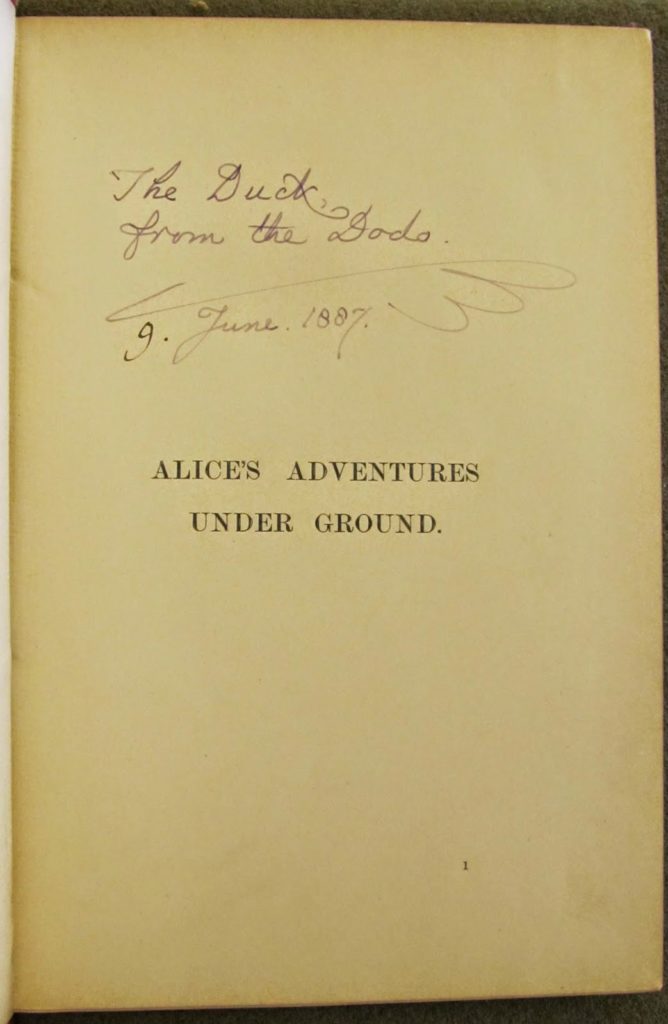 The Duck,
from the Dodo.
9. June. 1887.
ALICE'S ADVENTURES
UNDER GROUND.
1